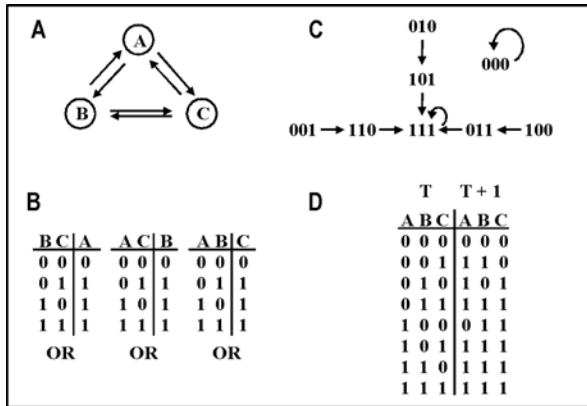 A
A
B C
B
B C A A C B A B C
0 0 0 0 0 0 0 0 0
0 1 1 0 1 1 0 1 1
1 0 1 1 0 1 1 0 1
1 1 1 1 1 1 1 1 1
OR OR OR
C
010
000
101
001 110 111 011 100
D
T T + 1
A B C A B C
0 0 0 0 0 0
0 0 1 1 1 0
0 1 0 1 0 1
0 1 1 1 1 1
1 0 0 0 1 1
1 0 1 1 1 1
1 1 0 1 1 1
1 1 1 1 1 1